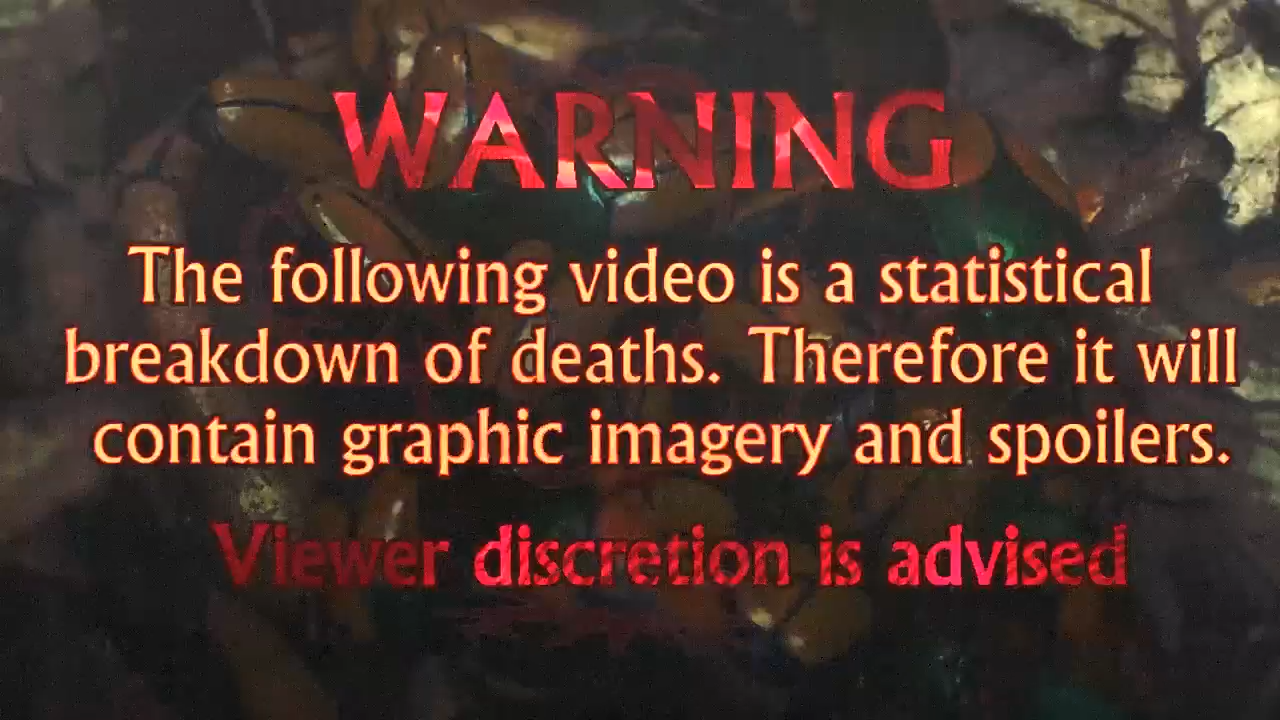 WARNING
The following video is a statistical
breakdown of deaths. Therefore it will
contain graphic imagery and spoilers.
Viewer discretion is advised